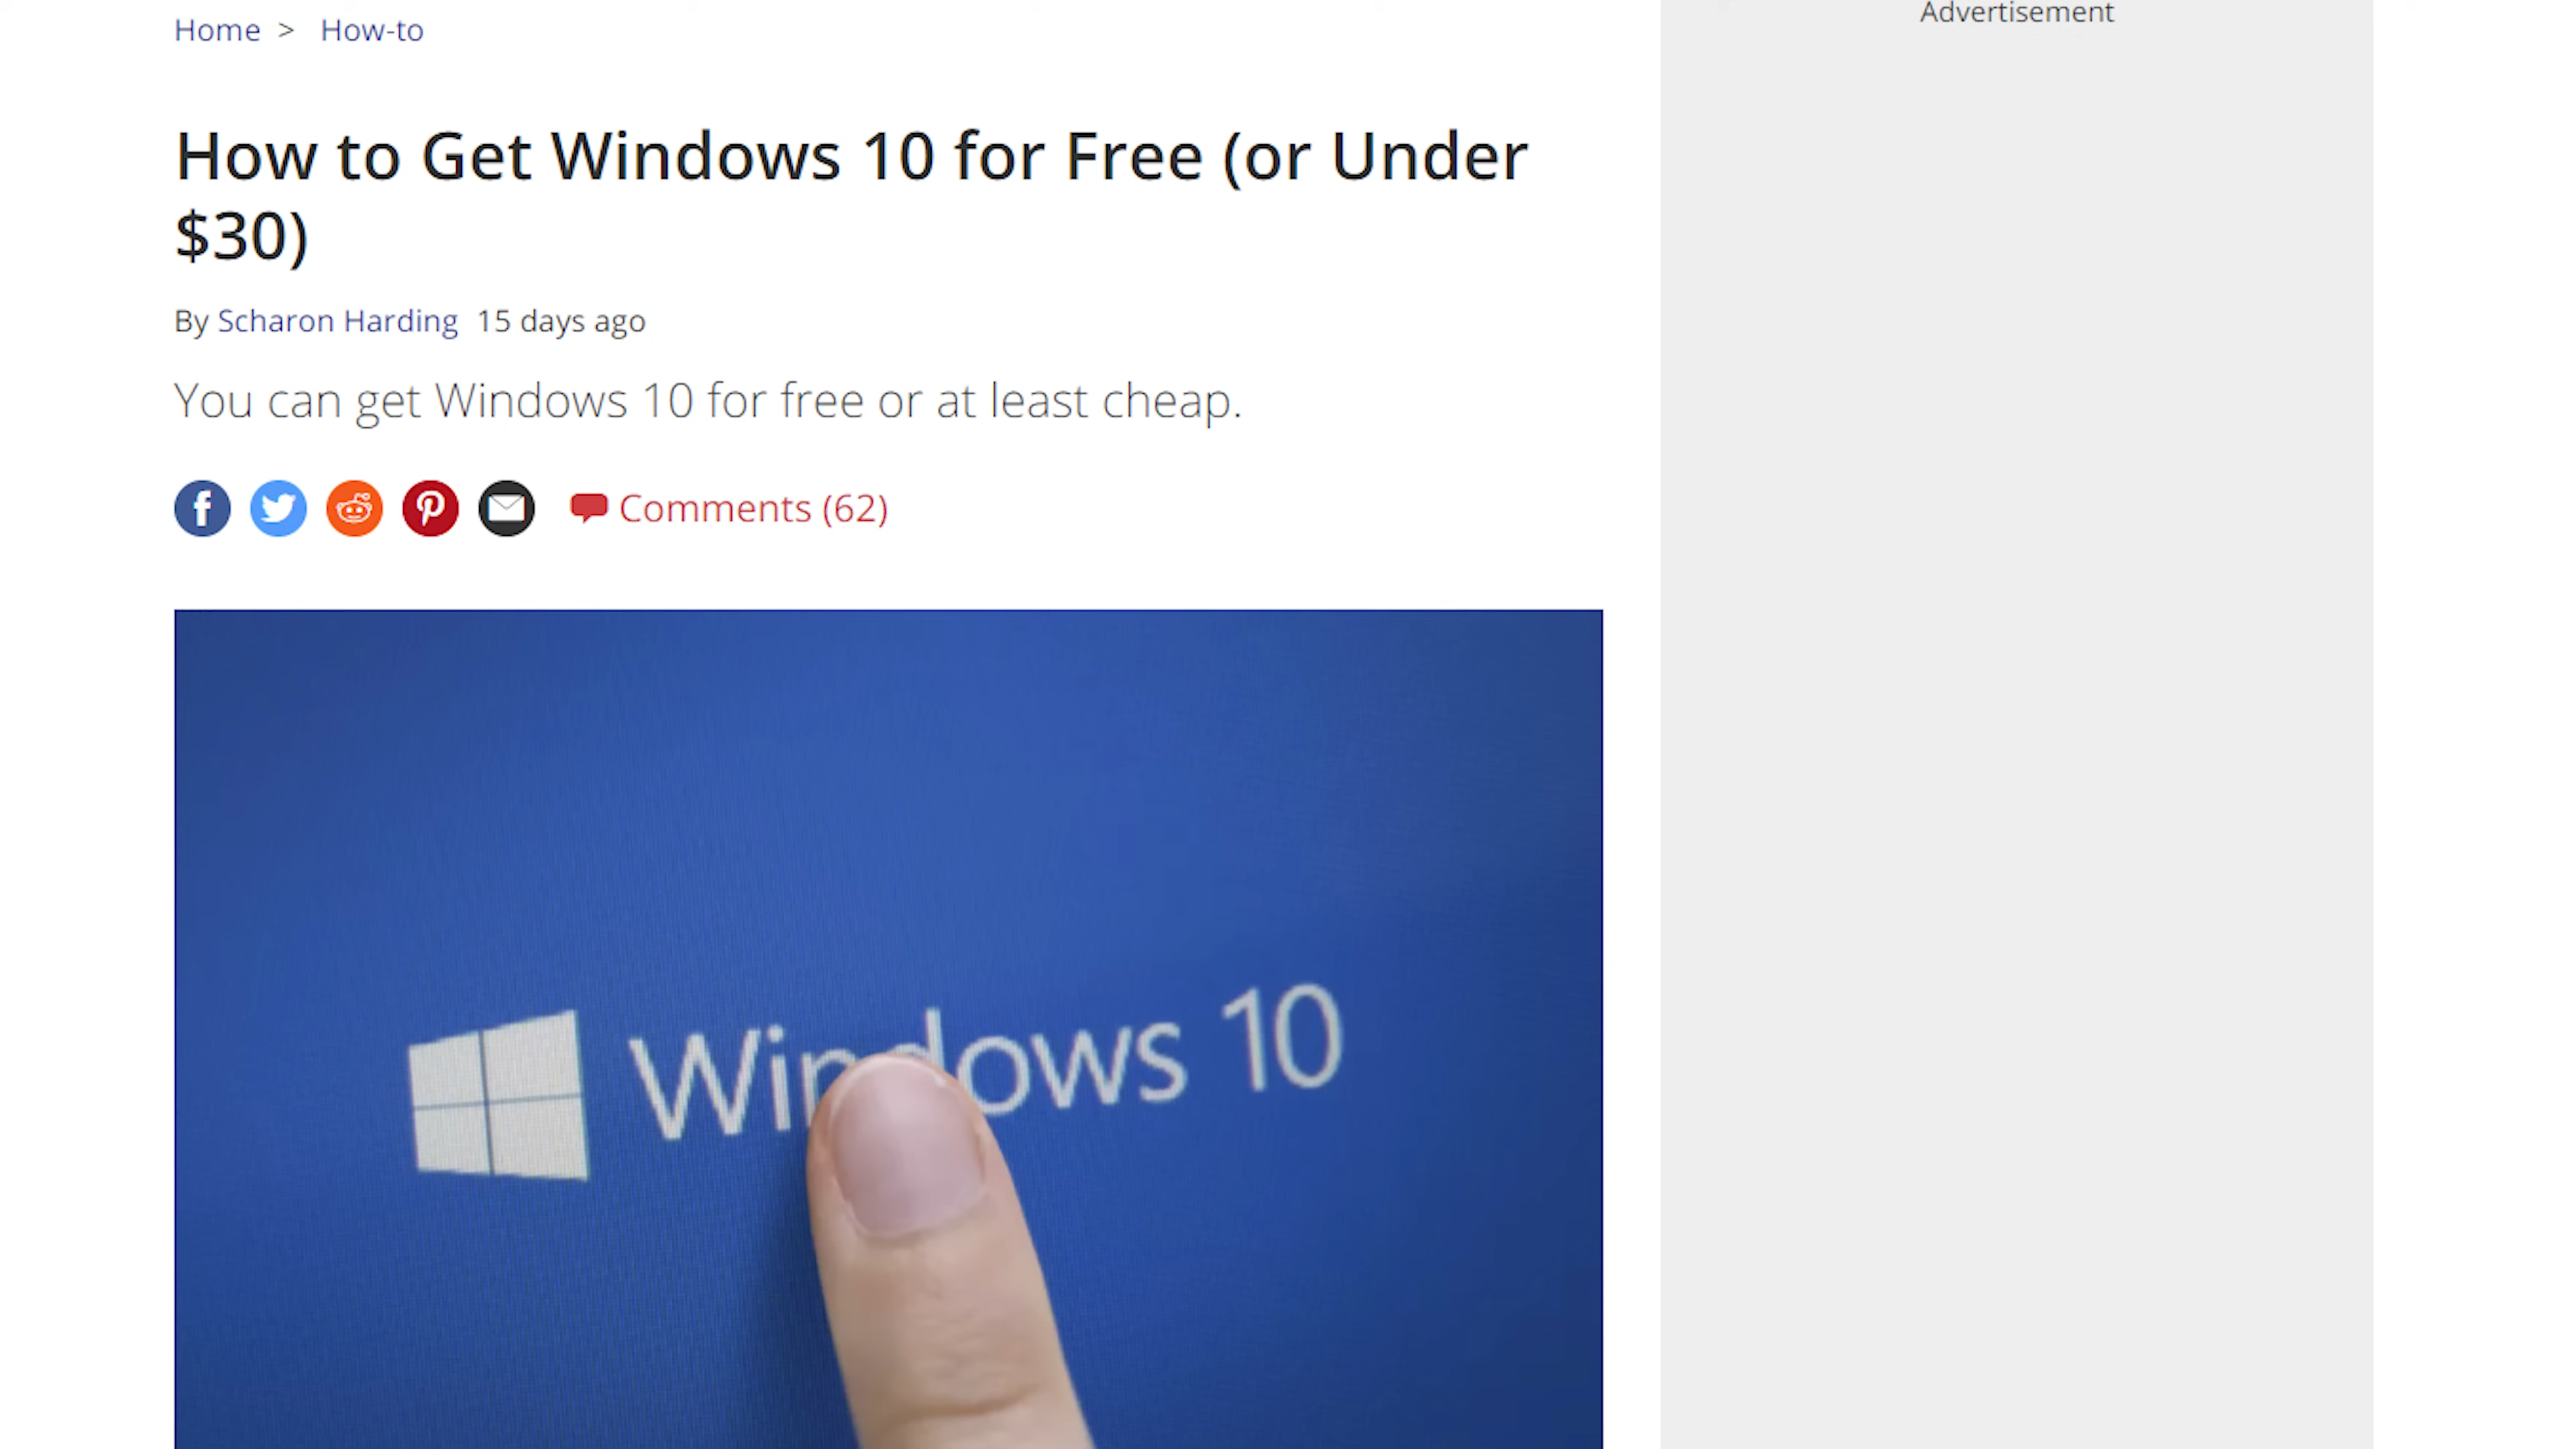 Home > How-to
Advertisement
How to Get Windows 10 for Free (or Under
$30)
By Scharon Harding 15 days ago
You can get Windows 10 for free or at least cheap.
Comments (62)
Windows 10